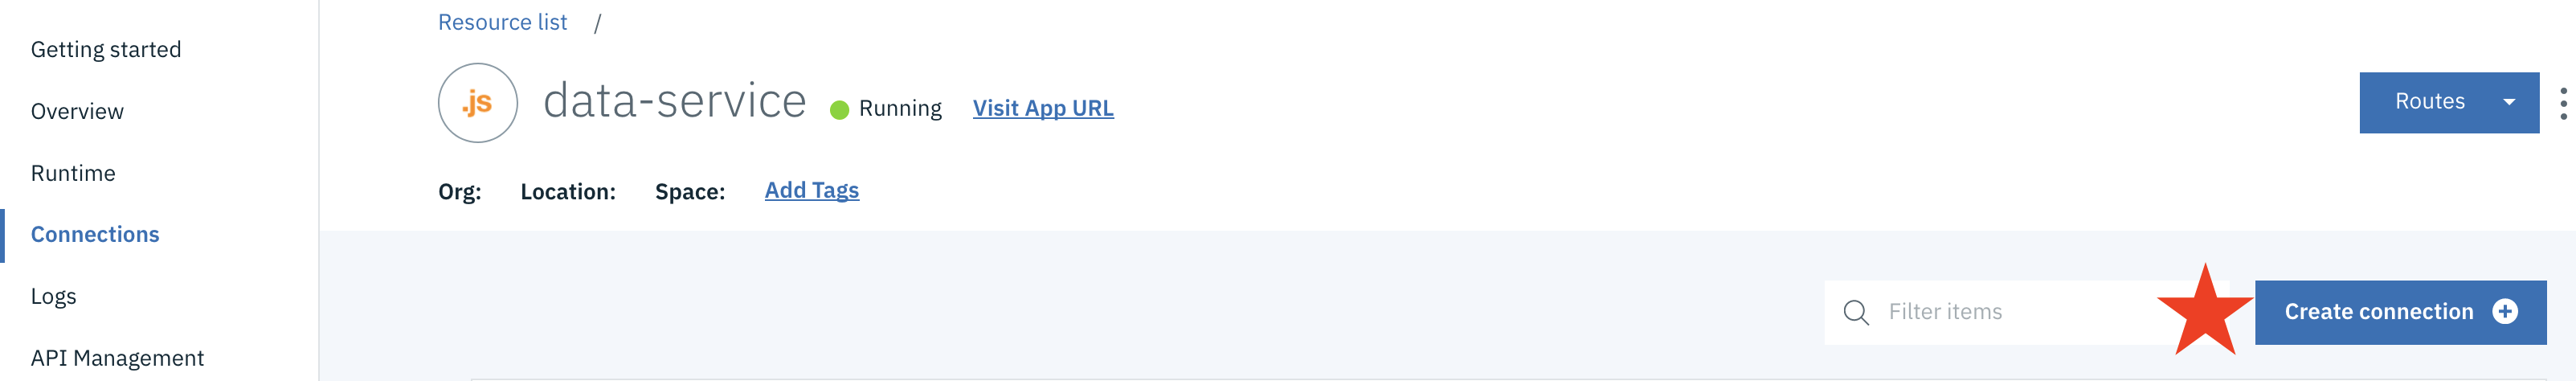 Getting started
Overview
Runtime
Connections
Logs
API Management
Resource list /
.js data-service Running Visit App URL
Routes
Org: Location: Space: Add Tags
Filter items
Create connection